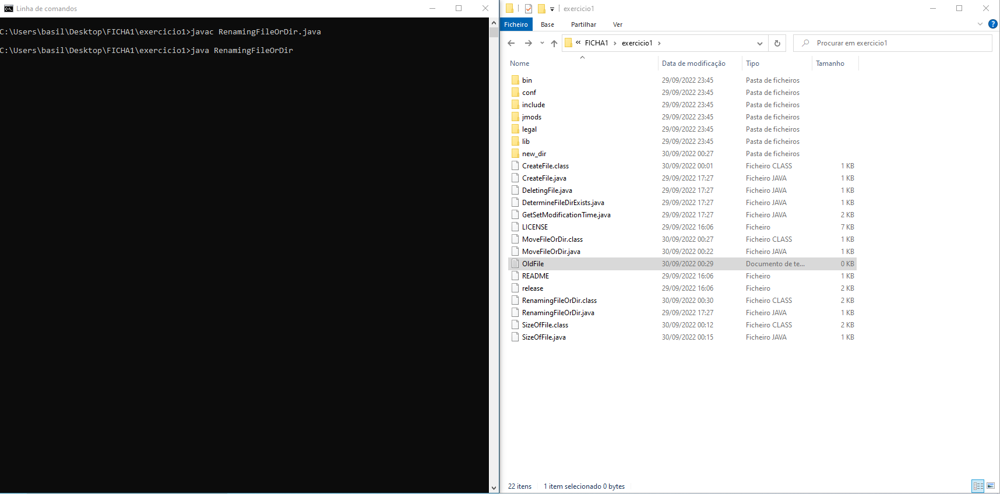 Linha de comandos
C:\Users\basil\Desktop\FICHA1\exercicio1>javac RenamingFileOrDir.java
C:\Users\basil\Desktop\FICHA1\exercicio1>java RenamingFileOrDir
exercicio1
Ficheiro Base Partilhar Ver
« FICHA1 › exercicio1 › Procurar em exercicio1
Nome Data de modificação Tipo Tamanho
bin 29/09/2022 23:45 Pasta de ficheiros
conf 29/09/2022 23:45 Pasta de ficheiros
include 29/09/2022 23:45 Pasta de ficheiros
jmods 29/09/2022 23:45 Pasta de ficheiros
legal 29/09/2022 23:45 Pasta de ficheiros
lib 29/09/2022 23:45 Pasta de ficheiros
new_dir 30/09/2022 00:27 Pasta de ficheiros
CreateFile.class 30/09/2022 00:01 Ficheiro CLASS 1 KB
CreateFile.java 29/09/2022 17:27 Ficheiro JAVA 1 KB
DeletingFile.java 29/09/2022 17:27 Ficheiro JAVA 1 KB
DetermineFileDirExists.java 29/09/2022 17:27 Ficheiro JAVA 1 KB
GetSetModificationTime.java 29/09/2022 17:27 Ficheiro JAVA 2 KB
LICENSE 29/09/2022 16:06 Ficheiro 7 KB
MoveFileOrDir.class 30/09/2022 00:27 Ficheiro CLASS 1 KB
MoveFileOrDir.java 30/09/2022 00:22 Ficheiro JAVA 1 KB
OldFile 30/09/2022 00:29 Documento de te... 0 KB
README 29/09/2022 16:06 Ficheiro 1 KB
release 29/09/2022 16:06 Ficheiro 2 KB
RenamingFileOrDir.class 30/09/2022 00:30 Ficheiro CLASS 2 KB
RenamingFileOrDir.java 29/09/2022 17:27 Ficheiro JAVA 1 KB
SizeOfFile.class 30/09/2022 00:12 Ficheiro CLASS 2 KB
SizeOfFile.java 30/09/2022 00:15 Ficheiro JAVA 1 KB
22 itens 1 item selecionado 0 bytes